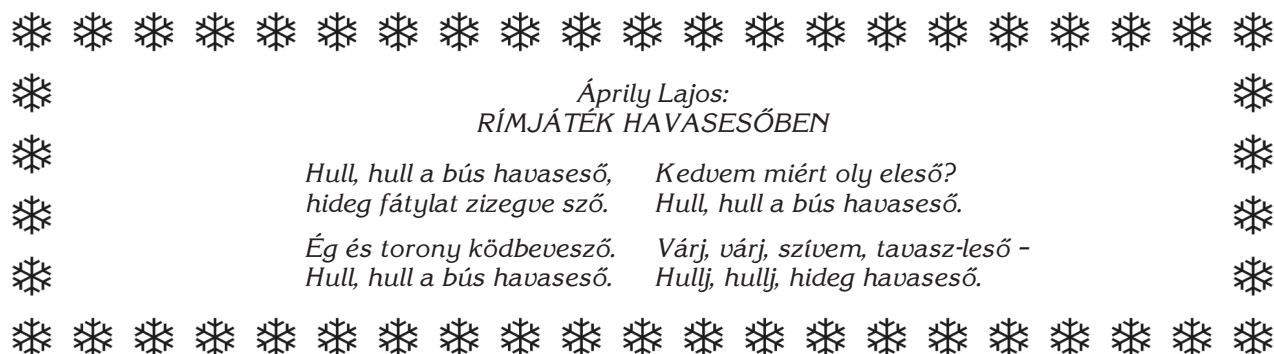 Áprily Lajos:
RÍMJÁTÉK HAVASESŐBEN
Hull, hull a bús havaseső,
hideg fátylat zizegve sző.
Ég és torony ködbevesző.
Hull, hull a bús havaseső.
Kedvem miért oly eleső?
Hull, hull a bús havaseső.
Várj, várj, szívem, tavasz-leső –
Hullj, hullj, hideg havaseső.